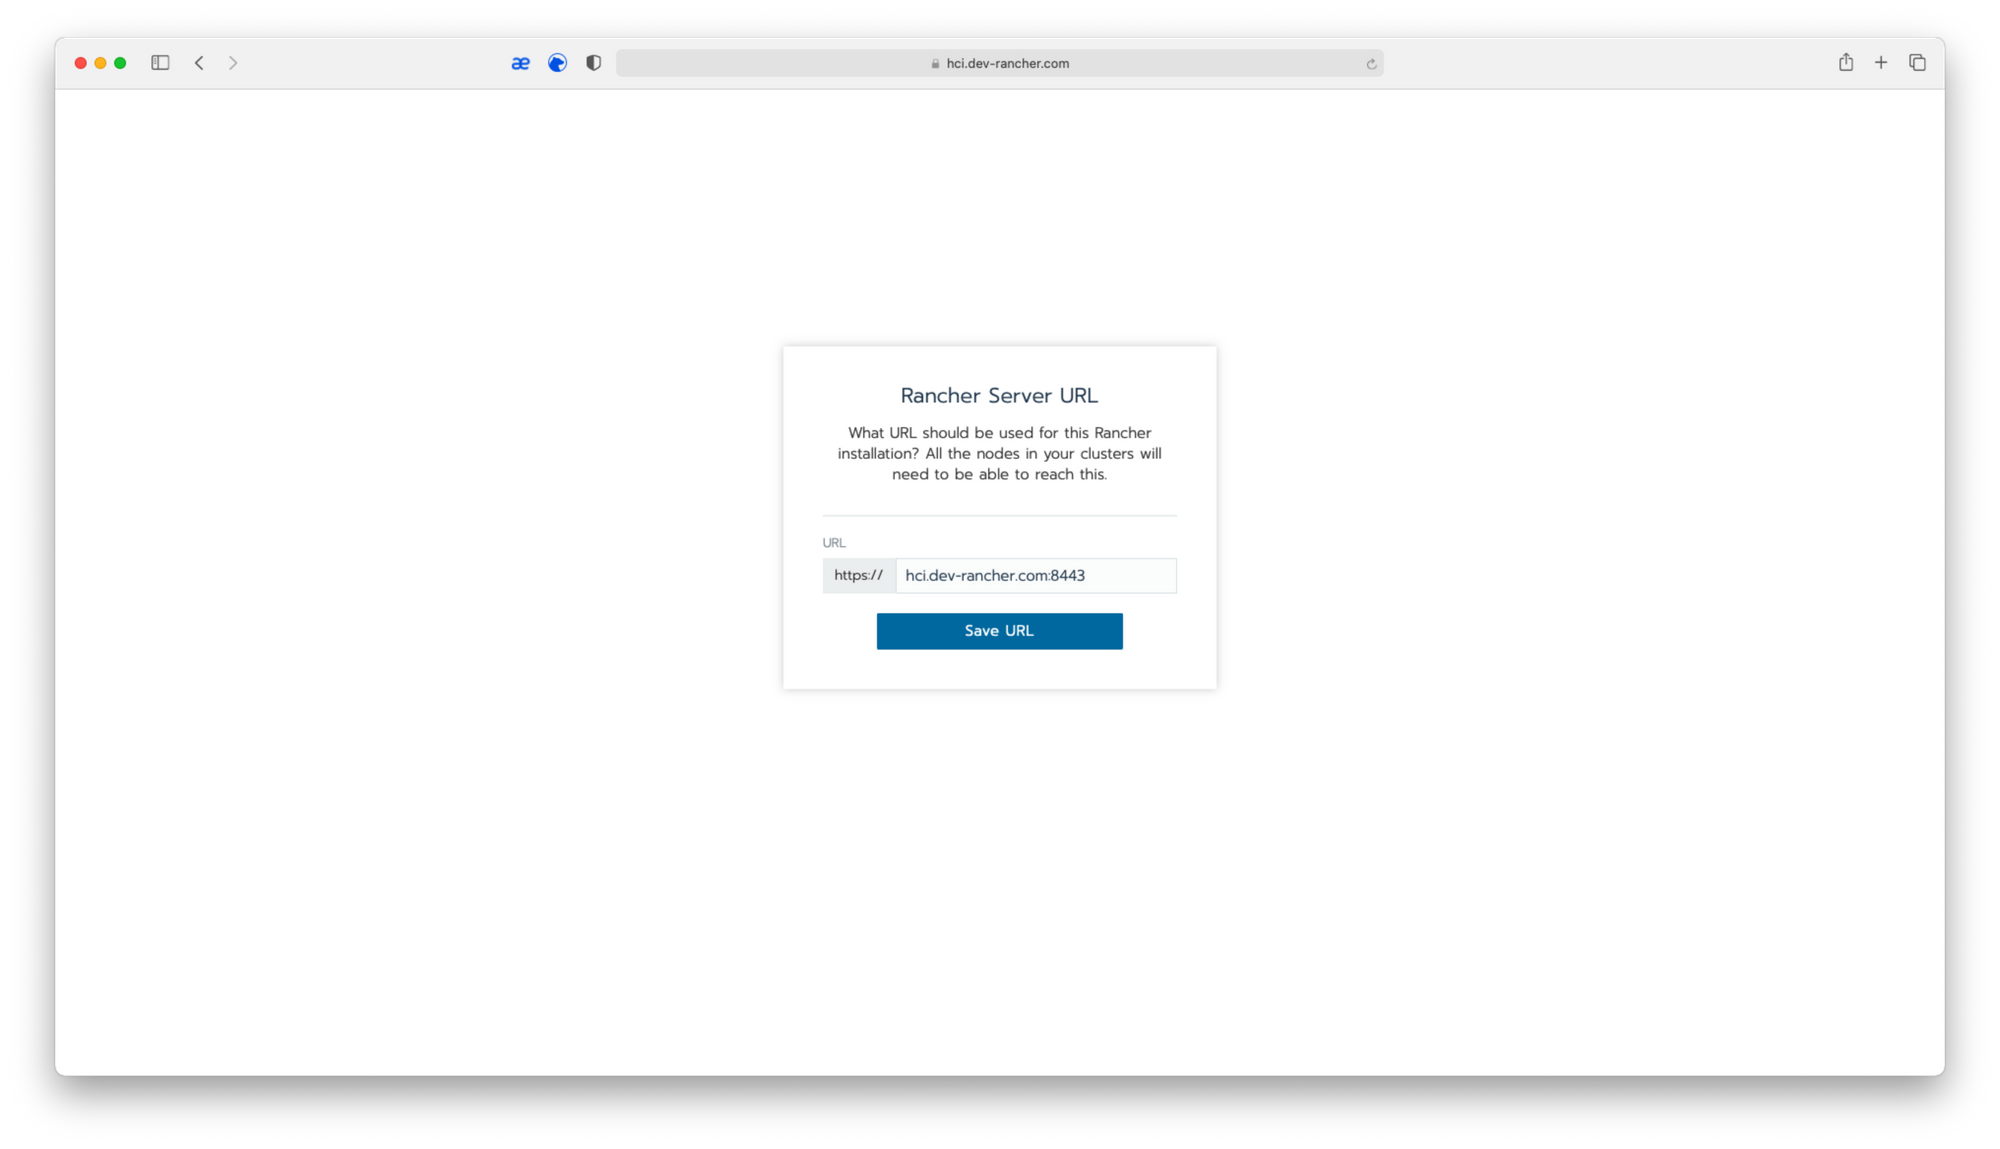 æ
hci.dev-rancher.com
Rancher Server URL
What URL should be used for this Rancher
installation? All the nodes in your clusters will
need to be able to reach this.
URL
https:// hci.dev-rancher.com:8443
Save URL